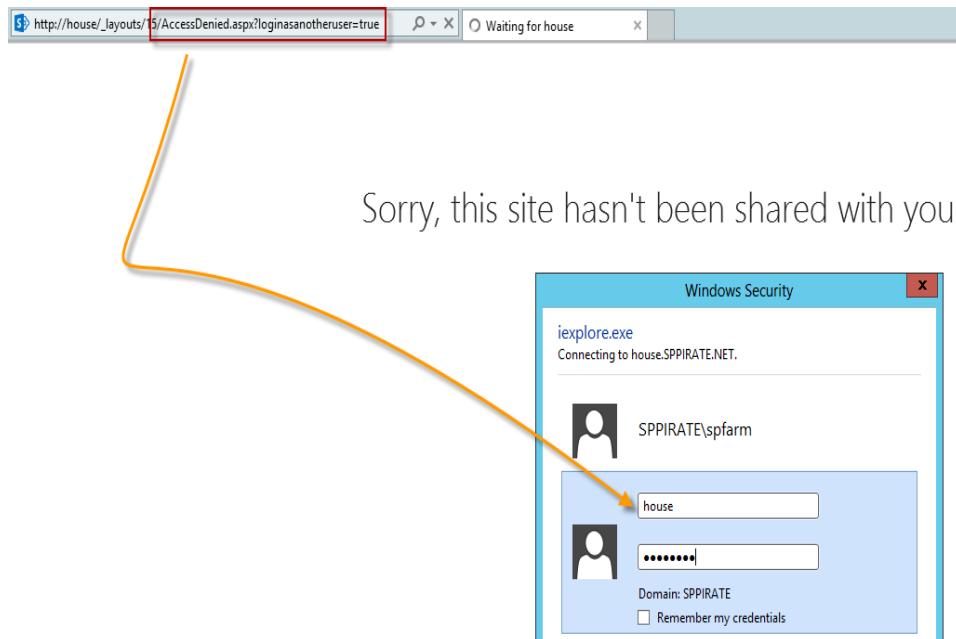 http://house/_layouts/15/AccessDenied.aspx?loginasanotheruser=true
Waiting for house
Sorry, this site hasn't been shared with you
Windows Security
iexplore.exe
Connecting to house.SPPIRATE.NET.
SPPIRATE\spfarm
house
••••••••
Domain: SPPIRATE
Remember my credentials